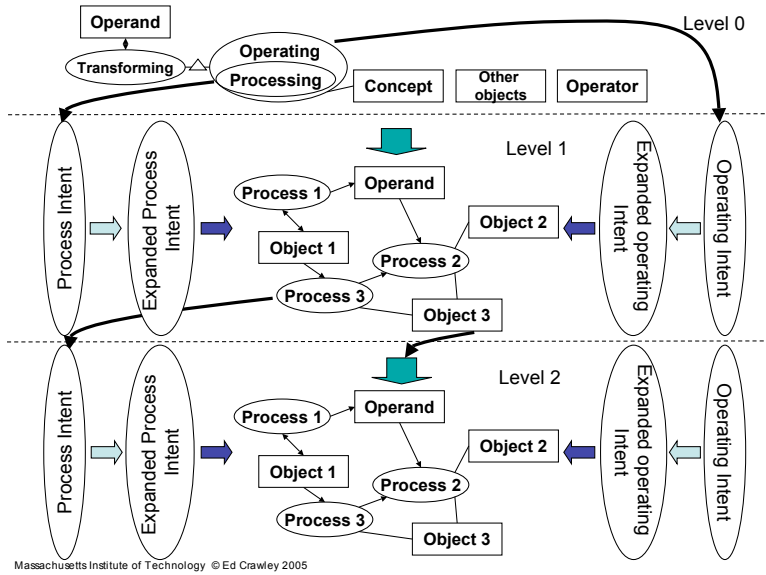 Operand
Level 0
Operating
Transforming
Processing
Concept
Other
objects
Operator
Level 1
Process Intent
Expanded Process
Intent
Process 1
Operand
Object 1
Process 2
Process 3
Object 2
Object 3
Expanded operating
Intent
Operating Intent
Level 2
Process Intent
Expanded Process
Intent
Process 1
Operand
Object 1
Process 2
Process 3
Object 2
Object 3
Expanded operating
Intent
Operating Intent
Massachusetts Institute of Technology © Ed Crawley 2005